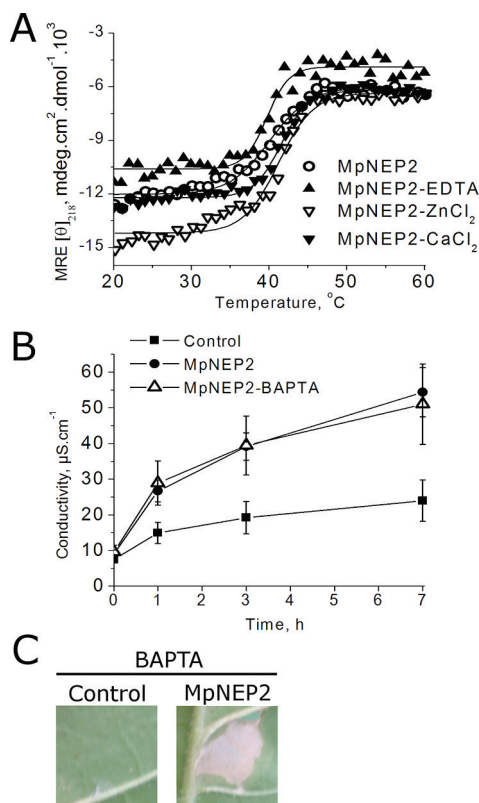 A
MRE [θ]218, mdeg.cm2.dmol-1.103
-3
-6
-9
-12
-15
MpNEP2
MpNEP2-EDTA
MpNEP2-ZnCl2
MpNEP2-CaCl2
20 30 40 50 60
Temperature, oC
B
Control
MpNEP2
MpNEP2-BAPTA
Conductivity, µS.cm-1
60
50
40
30
20
10
0
0 1 2 3 4 5 6 7
Time, h
C
BAPTA
Control MpNEP2